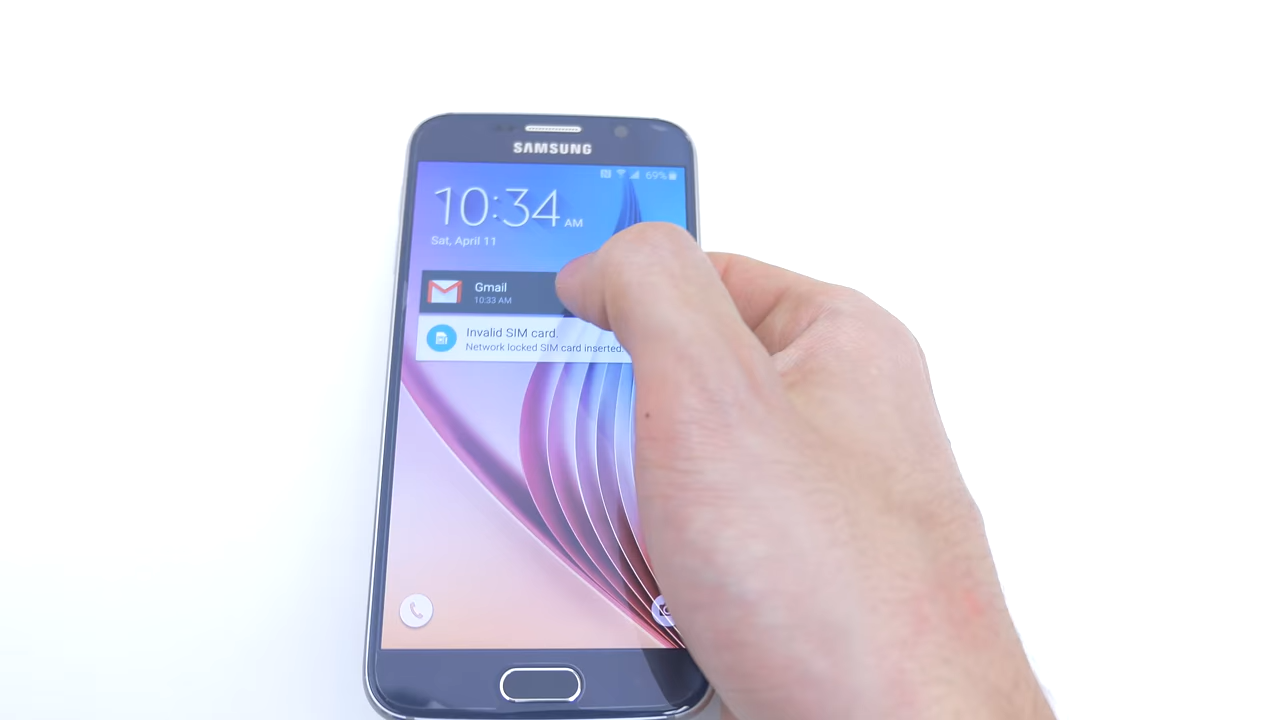 SAMSUNG
69%
10:34 AM
Sat, April 11
Gmail
10:33 AM
Invalid SIM card.
Network locked SIM card inserted.